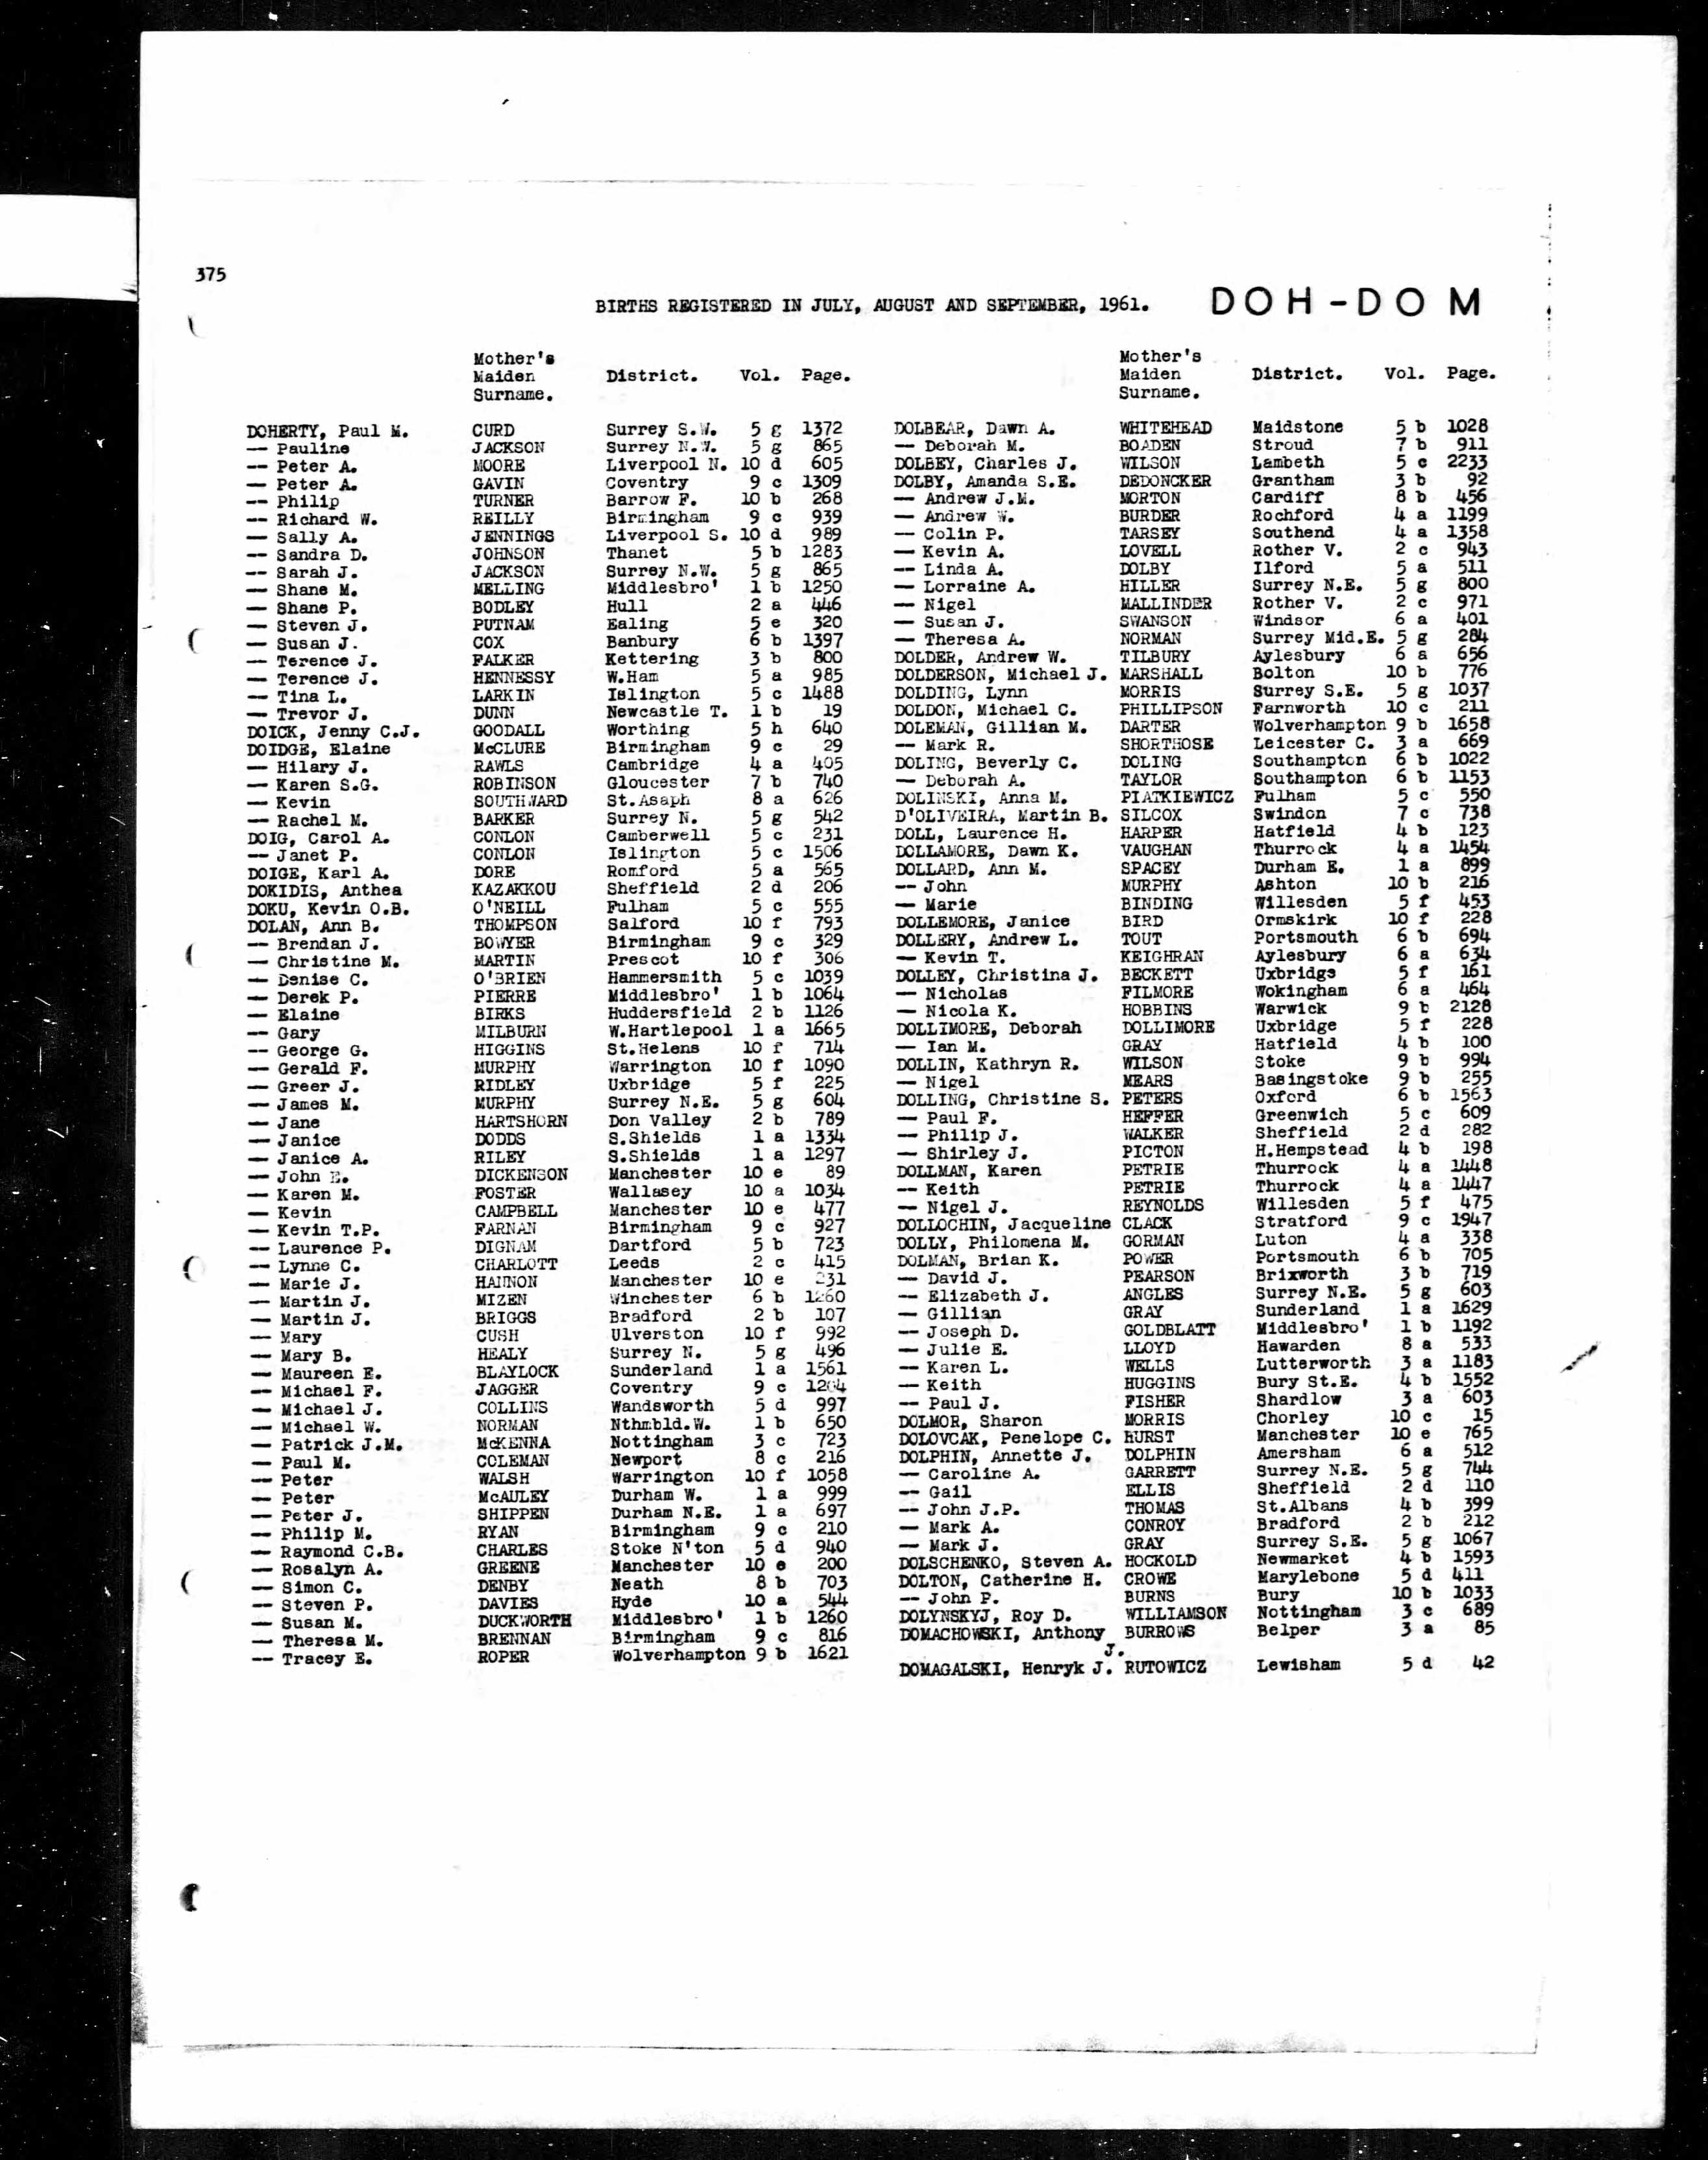 375
BIRTHS REGISTERED IN JULY, AUGUST AND SEPTEMBER, 1961. DOH-DOM
Mother's Maiden Surname. District. Vol. Page.
DOHERTY, Paul M. CURD Surrey S.W. 5 g 1372
— Pauline JACKSON Surrey N.W. 5 g 865
— Peter A. MOORE Liverpool N. 10 d 605
— Peter A. GAVIN Coventry 9 c 1309
— Philip TURNER Barrow F. 10 b 268
— Richard W. REILLY Birmingham 9 c 939
— Sally A. JENNINGS Liverpool S. 10 d 989
— Sandra D. JOHNSON Thanet 5 b 1283
— Sarah J. JACKSON Surrey N.W. 5 g 865
— Shane M. MELLING Middlesbro' 1 b 1250
— Shane P. BODLEY Hull 2 a 446
— Steven J. PUTNAM Ealing 5 e 320
— Susan J. COX Banbury 6 b 1397
— Terence J. FALKER Kettering 3 b 800
— Terence J. HENNESSY W.Ham 5 a 985
— Tina L. LARKIN Islington 5 c 1488
— Trevor J. DUNN Newcastle T. 1 b 19
DOICK, Jenny C.J. GOODALL Worthing 5 h 640
DOIDGE, Elaine McCLURE Birmingham 9 c 29
— Hilary J. RAWLS Cambridge 4 a 405
— Karen S.G. ROBINSON Gloucester 7 b 740
— Kevin SOUTHWARD St.Asaph 8 a 626
— Rachel M. BARKER Surrey N. 5 g 542
DOIG, Carol A. CONLON Camberwell 5 c 231
— Janet P. CONLON Islington 5 c 1506
DOIGE, Karl A. DORE Romford 5 a 565
DOKIDIS, Anthea KAZAKKOU Sheffield 2 d 206
DOKU, Kevin O.B. O'NEILL Fulham 5 c 555
DOLAN, Ann B. THOMPSON Salford 10 f 793
— Brendan J. BOWYER Birmingham 9 c 329
— Christine M. MARTIN Prescot 10 f 306
— Denise C. O'BRIEN Hammersmith 5 c 1039
— Derek P. PIERRE Middlesbro' 1 b 1064
— Elaine BIRKS Huddersfield 2 b 1126
— Gary MILBURN W.Hartlepool 1 a 1665
— George G. HIGGINS St.Helens 10 f 714
— Gerald F. MURPHY Warrington 10 f 1090
— Greer J. RIDLEY Uxbridge 5 f 225
— James M. MURPHY Surrey N.E. 5 g 604
— Jane HARTSHORN Don Valley 2 b 789
— Janice DODDS S.Shields 1 a 1334
— Janice A. RILEY S.Shields 1 a 1297
— John E. DICKENSON Manchester 10 e 89
— Karen M. FOSTER Wallasey 10 a 1034
— Kevin CAMPBELL Manchester 10 e 477
— Kevin T.P. FARNAN Birmingham 9 c 927
— Laurence P. DIGNAM Dartford 5 b 723
— Lynne C. CHARLOTT Leeds 2 c 415
— Marie J. HANNON Manchester 10 e
— Martin J. MIZEN Winchester 6 b 1260
— Martin J. BRIGGS Bradford 2 b 107
— Mary CUSH Ulverston 10 f 992
— Mary B. HEALY Surrey N. 5 g 496
— Maureen E. BLAYLOCK Sunderland 1 a 1561
— Michael F. JAGGER Coventry 9 c
— Michael J. COLLINS Wandsworth 5 d 997
— Michael W. NORMAN Nthmbld.W. 1 b 650
— Patrick J.M. McKENNA Nottingham 3 c 723
— Paul M. COLEMAN Newport 8 c 216
— Peter WALSH Warrington 10 f 1058
— Peter McAULEY Durham W. 1 a 999
— Peter J. SHIPPEN Durham N.E. 1 a 697
— Philip M. RYAN Birmingham 9 c 210
— Raymond C.B. CHARLES Stoke N'ton 5 d 940
— Rosalyn A. GREENE Manchester 10 e 200
— Simon C. DENBY Neath 8 b 703
— Steven P. DAVIES Hyde 10 a 544
— Susan M. DUCKWORTH Middlesbro' 1 b 1260
— Theresa M. BRENNAN Birmingham 9 c 816
— Tracey E. ROPER Wolverhampton 9 b 1621
Mother's Maiden Surname. District. Vol. Page.
DOLBEAR, Dawn A. WHITEHEAD Maidstone 5 b 1028
— Deborah M. BOADEN Stroud 7 b 911
DOLBEY, Charles J. WILSON Lambeth 5 c 2233
DOLBY, Amanda S.E. DEDONCKER Grantham 3 b 92
— Andrew J.M. MORTON Cardiff 8 b 456
— Andrew W. BURDER Rochford 4 a 1199
— Colin P. TARSEY Southend 4 a 1358
— Kevin A. LOVELL Rother V. 2 c 943
— Linda A. DOLBY Ilford 5 a 511
— Lorraine A. HILLER Surrey N.E. 5 g 800
— Nigel MALLINDER Rother V. 2 c 971
— Susan J. SWANSON Windsor 6 a 401
— Theresa A. NORMAN Surrey Mid.E. 5 g 284
DOLDER, Andrew W. TILBURY Aylesbury 6 a 656
DOLDERSON, Michael J. MARSHALL Bolton 10 b 776
DOLDING, Lynn MORRIS Surrey S.E. 5 g 1037
DOLDON, Michael C. PHILLIPSON Farnworth 10 c 211
DOLEMAN, Gillian M. DARTER Wolverhampton 9 b 1658
— Mark R. SHORTHOSE Leicester C. 3 a 669
DOLING, Beverly C. DOLING Southampton 6 b 1022
— Deborah A. TAYLOR Southampton 6 b 1153
DOLINSKI, Anna M. PIATKIEWICZ Fulham 5 c 550
D'OLIVEIRA, Martin B. SILCOX Swindon 7 c 738
DOLL, Laurence H. HARPER Hatfield 4 b 123
DOLLAMORE, Dawn K. VAUGHAN Thurrock 4 a 1454
DOLLARD, Ann M. SPACEY Durham E. 1 a 899
— John MURPHY Ashton 10 b 216
— Marie BINDING Willesden 5 f 453
DOLLEMORE, Janice BIRD Ormskirk 10 f 228
DOLLERY, Andrew L. TOUT Portsmouth 6 b 694
— Kevin T. KEIGHRAN Aylesbury 6 a 634
DOLLEY, Christina J. BECKETT Uxbridge 5 f 161
— Nicholas FILMORE Wokingham 6 a 464
— Nicola K. HOBBINS Warwick 9 b 2128
DOLLIMORE, Deborah DOLLIMORE Uxbridge 5 f 228
— Ian M. GRAY Hatfield 4 b 100
DOLLIN, Kathryn R. WILSON Stoke 9 b 994
— Nigel MEARS Basingstoke 9 b 255
DOLLING, Christine S. PETERS Oxford 6 b 1563
— Paul F. HEFFER Greenwich 5 c 609
— Philip J. WALKER Sheffield 2 d 282
— Shirley J. PICTON H.Hempstead 4 b 198
DOLLMAN, Karen PETRIE Thurrock 4 a 1448
— Keith PETRIE Thurrock 4 a 1447
— Nigel J. REYNOLDS Willesden 5 f 475
DOLLOCHIN, Jacqueline CLACK Stratford 9 c 1947
DOLLY, Philomena M. GORMAN Luton 4 a 338
DOLMAN, Brian K. POWER Portsmouth 6 b 705
— David J. PEARSON Brixworth 3 b 719
— Elizabeth J. ANGLES Surrey N.E. 5 g 603
— Gillian GRAY Sunderland 1 a 1629
— Joseph D. GOLDBLATT Middlesbro' 1 b 1192
— Julie E. LLOYD Hawarden 8 a 533
— Karen L. WELLS Lutterworth 3 a 1183
— Keith HUGGINS Bury St.E. 4 b 1552
— Paul J. FISHER Shardlow 3 a 603
DOLMOR, Sharon MORRIS Chorley 10 c 15
DOLOVCAK, Penelope C. HURST Manchester 10 e 765
DOLPHIN, Annette J. DOLPHIN Amersham 6 a 512
— Caroline A. GARRETT Surrey N.E. 5 g 744
— Gail ELLIS Sheffield 2 d 110
— John J.P. THOMAS St.Albans 4 b 399
— Mark A. CONROY Bradford 2 b 212
— Mark J. GRAY Surrey S.E. 5 g 1067
DOLSCHENKO, Steven A. HOCKOLD Newmarket 4 b 1593
DOLTON, Catherine H. CROWE Marylebone 5 d 411
— John P. BURNS Bury 10 b 1033
DOLYNSKYJ, Roy D. WILLIAMSON Nottingham 3 c 689
DOMACHOWSKI, Anthony BURROWS Belper 3 a 85
J.
DOMAGALSKI, Henryk J. RUTOWICZ Lewisham 5 d 42